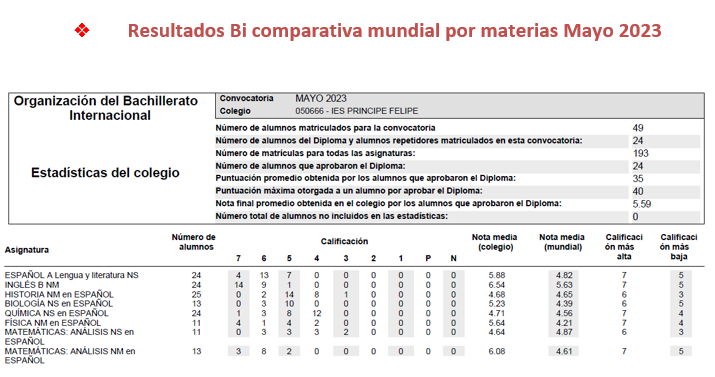 Resultados Bi comparativa mundial por materias Mayo 2023
Organización del Bachillerato
Internacional
Estadísticas del colegio
Convocatoria MAYO 2023
Colegio 050666 - IES PRINCIPE FELIPE
Número de alumnos matriculados para la convocatoria 49
Número de alumnos del Diploma y alumnos repetidores matriculados en esta convocatoria: 24
Número de matrículas para todas las asignaturas: 193
Número de alumnos que aprobaron el Diploma: 24
Puntuación promedio obtenida por los alumnos que aprobaron el Diploma: 35
Puntuación máxima otorgada a un alumno por aprobar el Diploma: 40
Nota final promedio obtenida en el colegio por los alumnos que aprobaron el Diploma: 5.59
Número total de alumnos no incluidos en las estadísticas: 0
Asignatura Número de alumnos Calificación Nota media (colegio) Nota media (mundial) Calificaci ón más alta Calificaci ón más baja
7 6 5 4 3 2 1 P N
ESPAÑOL A Lengua y literatura NS 24 4 13 7 0 0 0 0 0 0 5.88 4.82 7 5
INGLÉS B NM 24 14 9 1 0 0 0 0 0 0 6.54 5.63 7 5
HISTORIA NM en ESPAÑOL 25 0 2 14 8 1 0 0 0 0 4.68 4.65 6 3
BIOLOGÍA NS en ESPAÑOL 13 0 3 10 0 0 0 0 0 0 5.23 4.39 6 5
QUÍMICA NS en ESPAÑOL 24 1 3 8 12 0 0 0 0 0 4.71 4.56 7 4
FÍSICA NM en ESPAÑOL 11 4 1 4 2 0 0 0 0 0 5.64 4.21 7 4
MATEMÁTICAS: ANÁLISIS NS en 11 0 3 3 3 2 0 0 0 0 4.64 4.87 6 3
ESPAÑOL
MATEMÁTICAS: ANÁLISIS NM en 13 3 8 2 0 0 0 0 0 0 6.08 4.61 7 5
ESPAÑOL